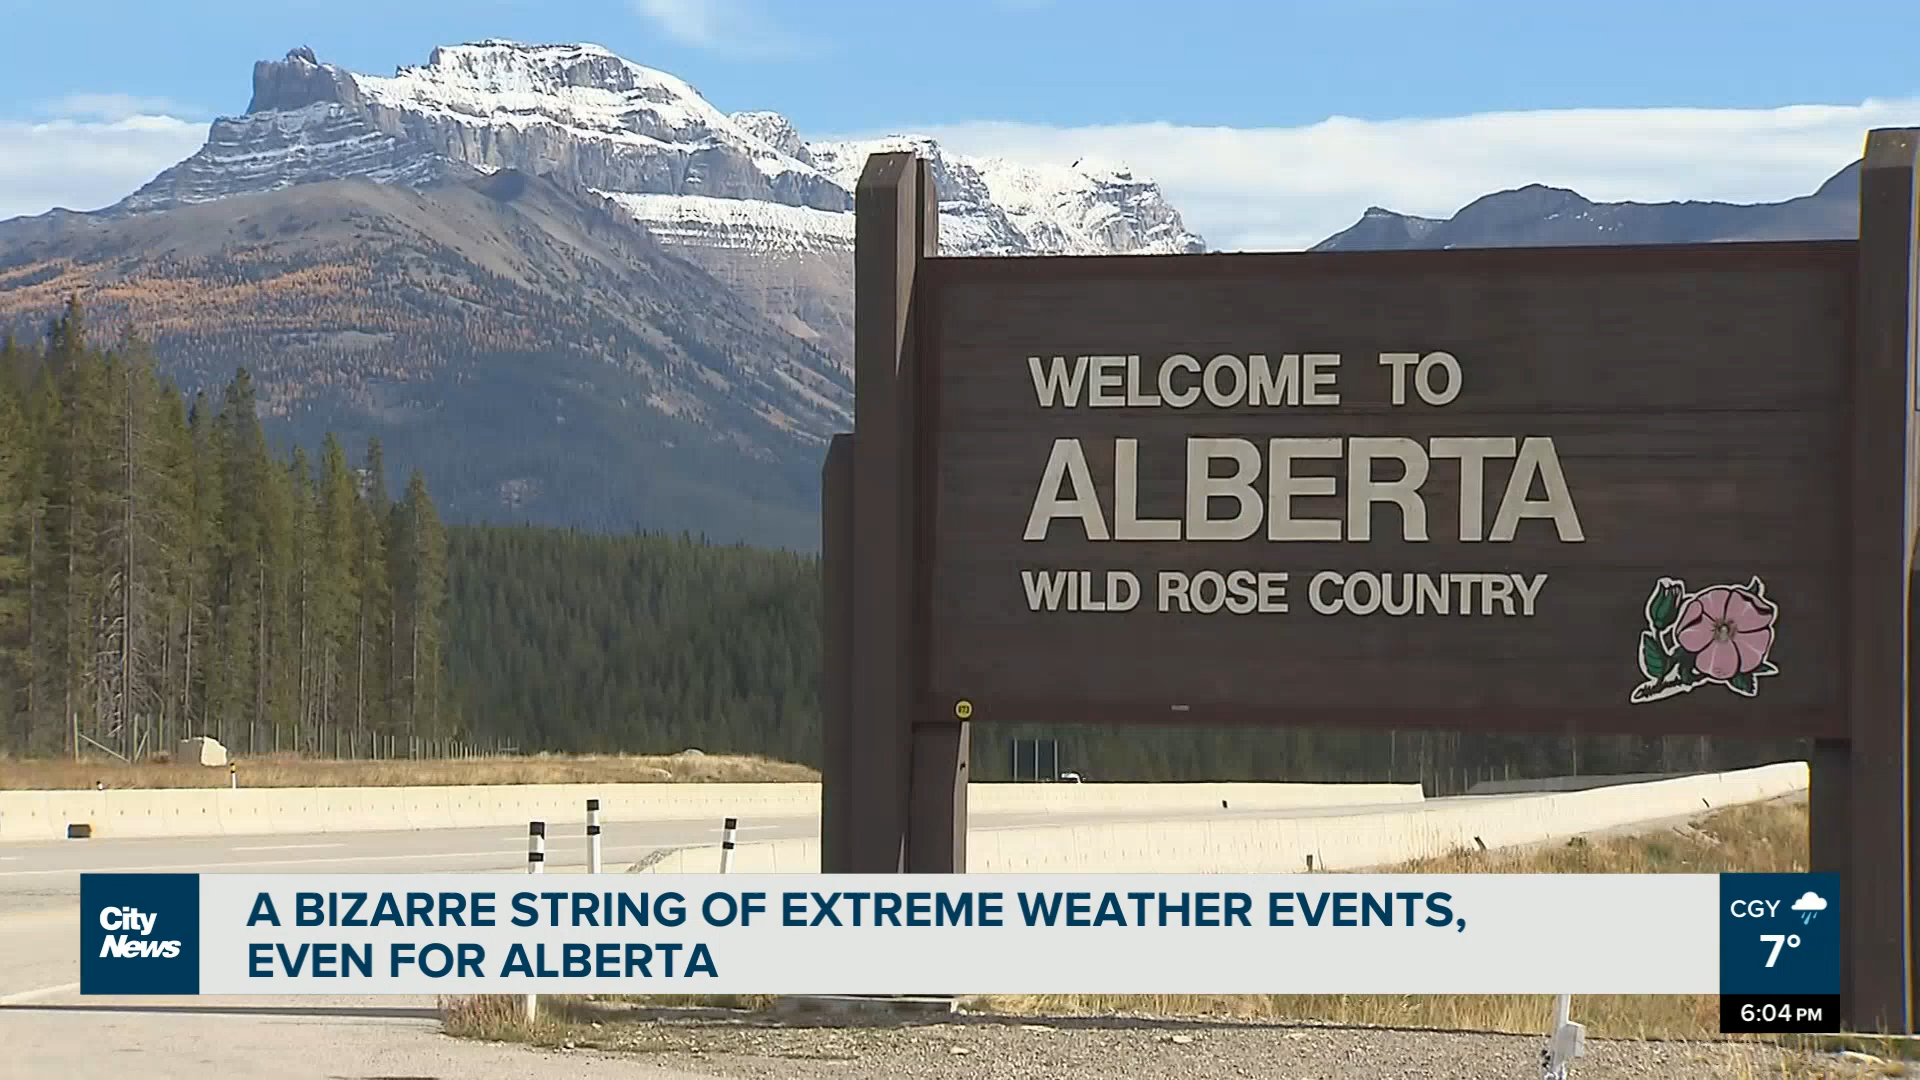 WELCOME TO
ALBERTA
WILD ROSE COUNTRY
City
News
A BIZARRE STRING OF EXTREME WEATHER EVENTS,
EVEN FOR ALBERTA
CGY
7°
6:04 PM